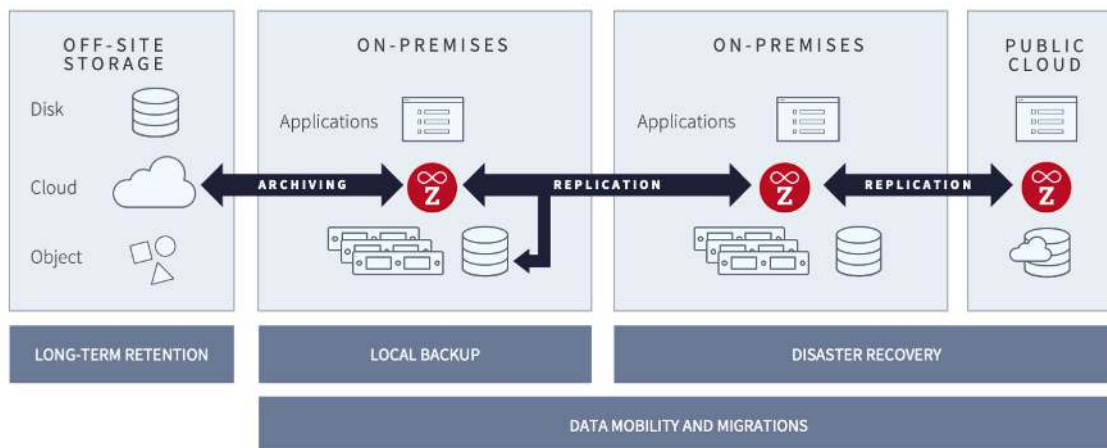 OFF-SITE
STORAGE
Disk
Cloud
Object
ARCHIVING
ON-PREMISES
Applications
Z
REPLICATION
ON-PREMISES
Applications
Z
REPLICATION
PUBLIC
CLOUD
Z
LONG-TERM RETENTION
LOCAL BACKUP
DISASTER RECOVERY
DATA MOBILITY AND MIGRATIONS